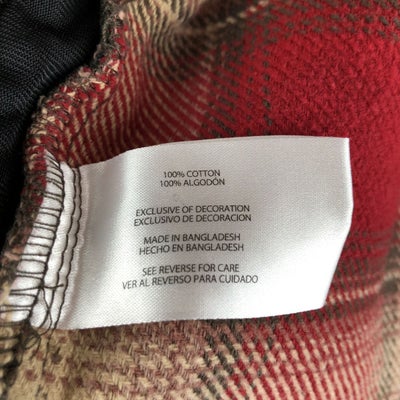 100% COTTON
100% ALGODÓN
EXCLUSIVE OF DECORATION
EXCLUSIVO DE DECORACION
MADE IN BANGLADESH
HECHO EN BANGLADESH
SEE REVERSE FOR CARE
VER AL REVERSO PARA CUIDADO